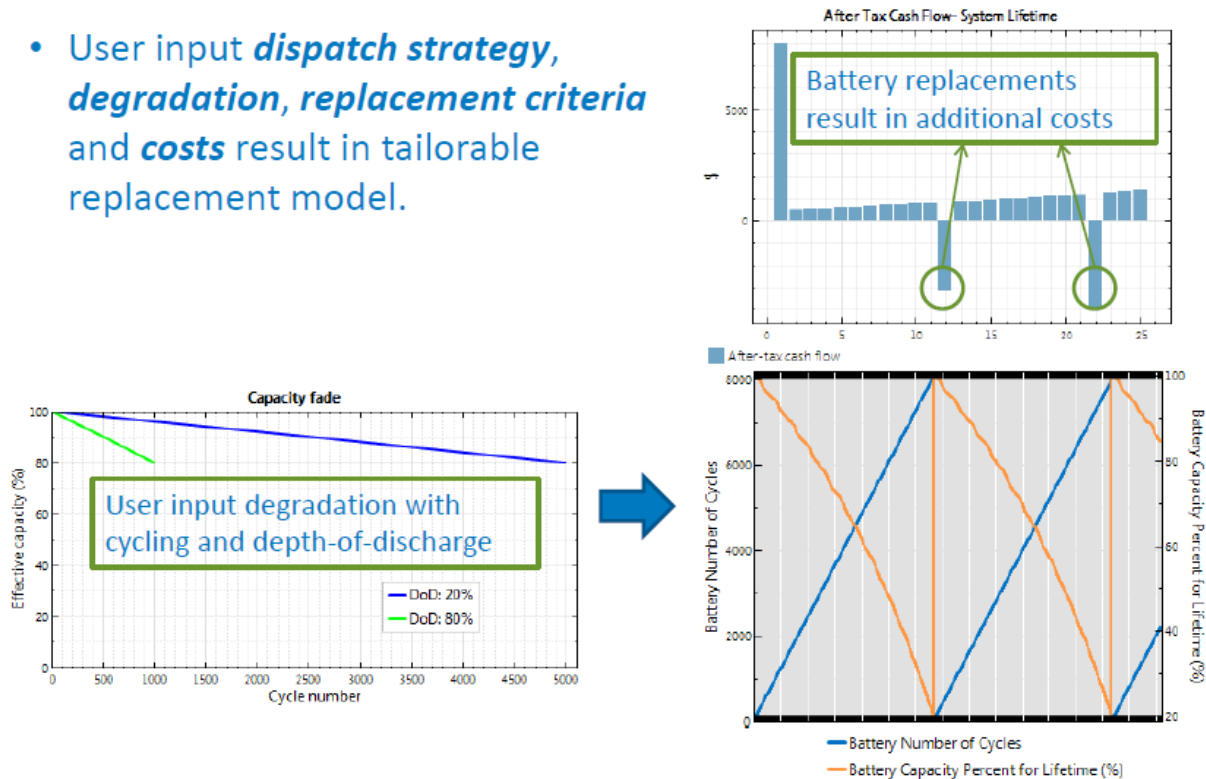 • User input dispatch strategy,
degradation, replacement criteria
and costs result in tailorable
replacement model.
After Tax Cash Flow- System Lifetime
Battery replacements
result in additional costs
$
5000
0
0 5 10 15 20 25
After-tax cash flow
Capacity fade
Effective capacity (%)
100
80
60
40
20
0
User input degradation with
cycling and depth-of-discharge
DoD: 20%
DoD: 80%
0 500 1000 1500 2000 2500 3000 3500 4000 4500 5000
Cycle number
Battery Number of Cycles
8000
6000
4000
2000
0
100
80
60
40
20
Battery Capacity Percent for Lifetime (%)
Battery Number of Cycles
Battery Capacity Percent for Lifetime (%)